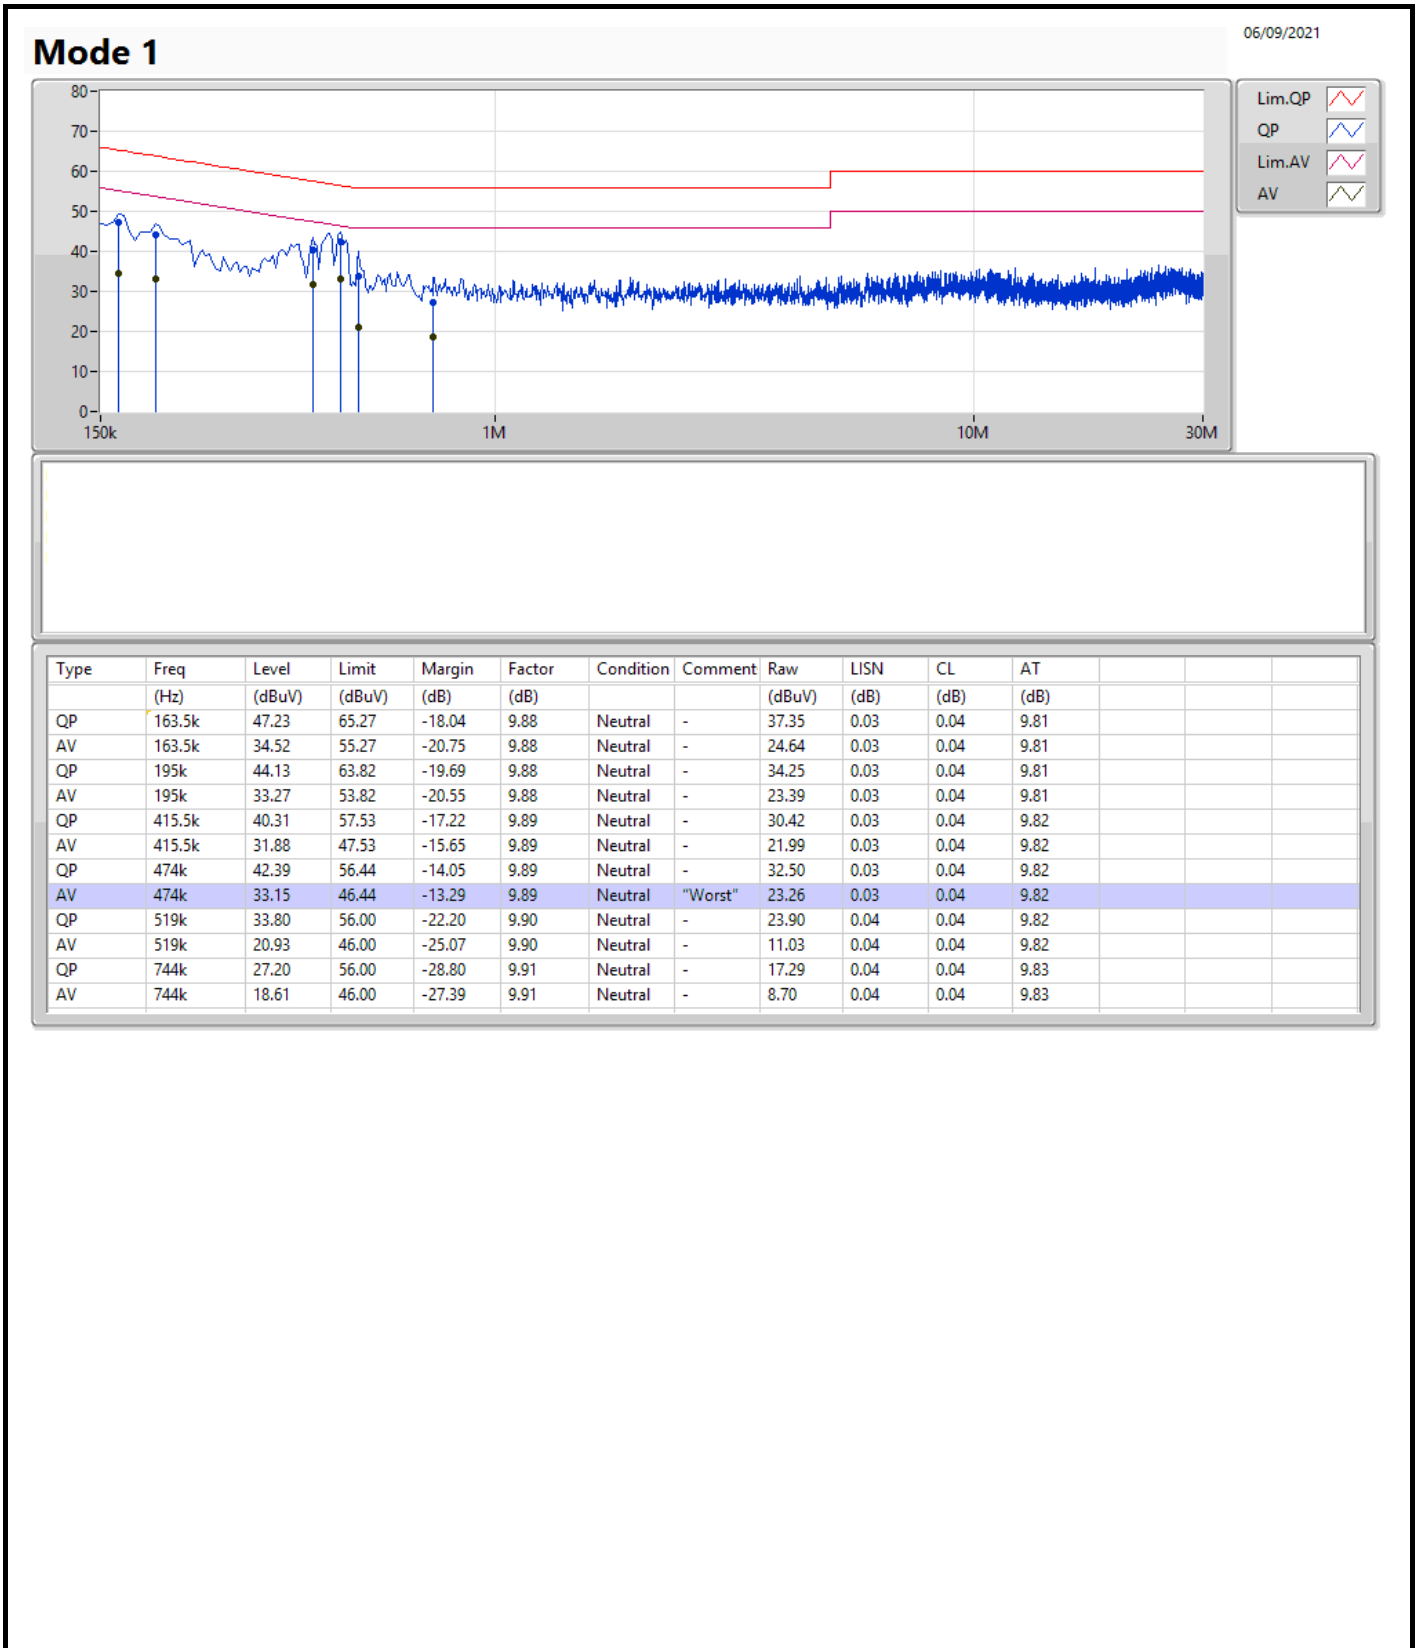 06/09/2021
Mode 1
80
70
60
50
40
30
20
10
0
150k 1M 10M 30M
Lim.QP
QP
Lim.AV
AV
Type Freq Level Limit Margin Factor Condition Comment Raw LISN CL AT
(Hz) (dBuV) (dBuV) (dB) (dB) (dBuV) (dB) (dB) (dB)
QP 163.5k 47.23 65.27 -18.04 9.88 Neutral - 37.35 0.03 0.04 9.81
AV 163.5k 34.52 55.27 -20.75 9.88 Neutral - 24.64 0.03 0.04 9.81
QP 195k 44.13 63.82 -19.69 9.88 Neutral - 34.25 0.03 0.04 9.81
AV 195k 33.27 53.82 -20.55 9.88 Neutral - 23.39 0.03 0.04 9.81
QP 415.5k 40.31 57.53 -17.22 9.89 Neutral - 30.42 0.03 0.04 9.82
AV 415.5k 31.88 47.53 -15.65 9.89 Neutral - 21.99 0.03 0.04 9.82
QP 474k 42.39 56.44 -14.05 9.89 Neutral - 32.50 0.03 0.04 9.82
AV 474k 33.15 46.44 -13.29 9.89 Neutral "Worst" 23.26 0.03 0.04 9.82
QP 519k 33.80 56.00 -22.20 9.90 Neutral - 23.90 0.04 0.04 9.82
AV 519k 20.93 46.00 -25.07 9.90 Neutral - 11.03 0.04 0.04 9.82
QP 744k 27.20 56.00 -28.80 9.91 Neutral - 17.29 0.04 0.04 9.83
AV 744k 18.61 46.00 -27.39 9.91 Neutral - 8.70 0.04 0.04 9.83